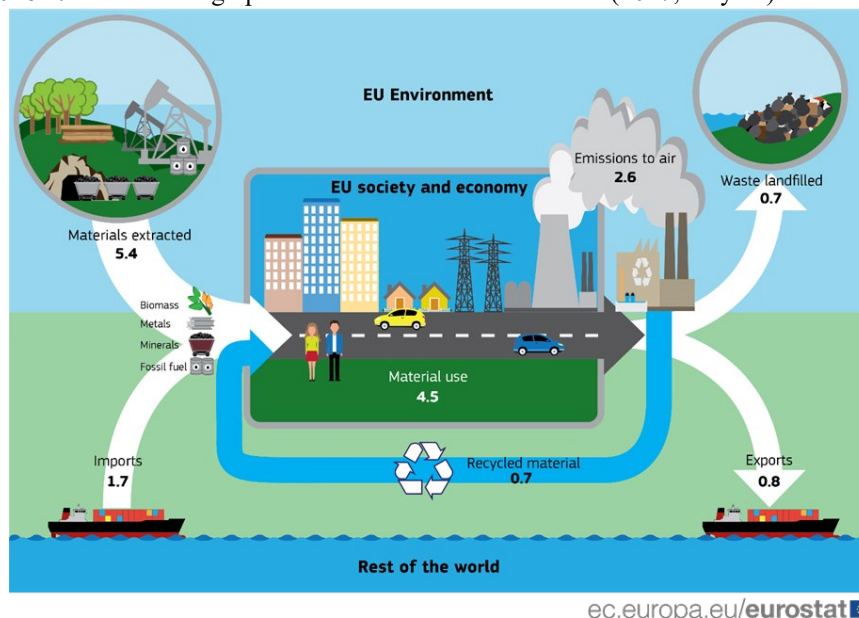 EU Environment
Emissions to air
2.6
EU society and economy
Waste landfilled
0.7
Materials extracted
5.4
Biomass
Metals
Minerals
Fossil fuel
Material use
4.5
Imports
1.7
Recycled material
0.7
Exports
0.8
Rest of the world
ec.europa.eu/eurostat